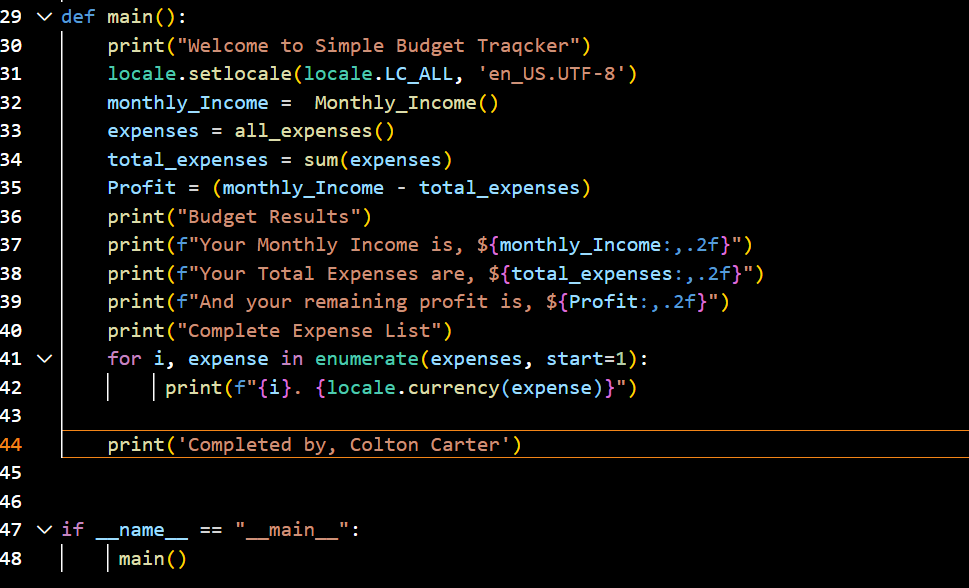 29 def main():
30     print("Welcome to Simple Budget Traqcker")
31     locale.setlocale(locale.LC_ALL, 'en_US.UTF-8')
32     monthly_Income =  Monthly_Income()
33     expenses = all_expenses()
34     total_expenses = sum(expenses)
35     Profit = (monthly_Income - total_expenses)
36     print("Budget Results")
37     print(f"Your Monthly Income is, ${monthly_Income:,.2f}")
38     print(f"Your Total Expenses are, ${total_expenses:,.2f}")
39     print(f"And your remaining profit is, ${Profit:,.2f}")
40     print("Complete Expense List")
41     for i, expense in enumerate(expenses, start=1):
42          print(f"{i}. {locale.currency(expense)}")
43
44     print('Completed by, Colton Carter')
45
46
47 if __name__ == "__main__":
48      main()